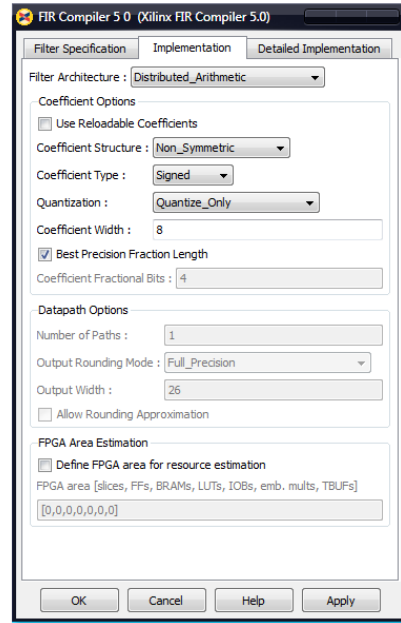 FIR Compiler 5 0 (Xilinx FIR Compiler 5.0)
Filter Specification Implementation Detailed Implementation
Filter Architecture : Distributed_Arithmetic
Coefficient Options
Use Reloadable Coefficients
Coefficient Structure : Non_Symmetric
Coefficient Type : Signed
Quantization : Quantize_Only
Coefficient Width : 8
Best Precision Fraction Length
Coefficient Fractional Bits : 4
Datapath Options
Number of Paths : 1
Output Rounding Mode : Full_Precision
Output Width : 26
Allow Rounding Approximation
FPGA Area Estimation
Define FPGA area for resource estimation
FPGA area [slices, FFs, BRAMs, LUTs, IOBs, emb. mults, TBUFs]
[0,0,0,0,0,0,0]
OK Cancel Help Apply